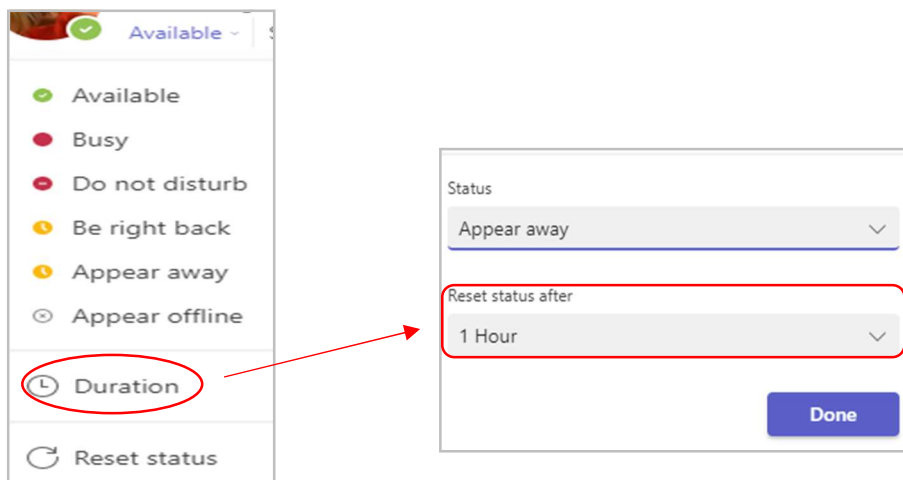 Available
Available
Busy
Do not disturb
Be right back
Appear away
Appear offline
Duration
Reset status
Status
Appear away
Reset status after
1 Hour
Done